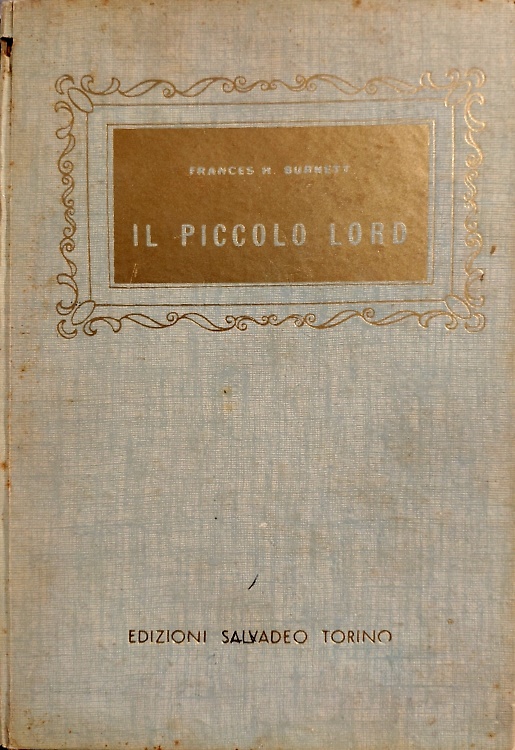 FRANCES H. BURNETT
IL PICCOLO LORD
EDIZIONI SALVADEO TORINO